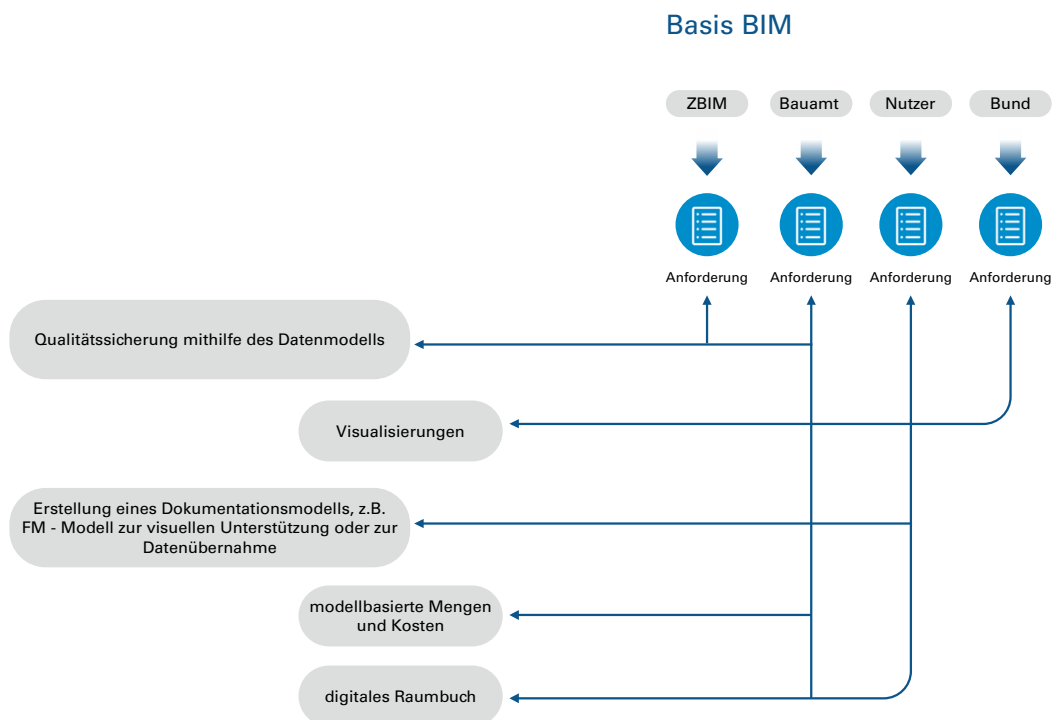 Basis BIM
ZBIM
Bauamt
Nutzer
Bund
Anforderung
Anforderung
Anforderung
Anforderung
Qualitätssicherung mithilfe des Datenmodells
Visualisierungen
Erstellung eines Dokumentationsmodells, z.B.
FM - Modell zur visuellen Unterstützung oder zur
Datenübernahme
modellbasierte Mengen
und Kosten
digitales Raumbuch